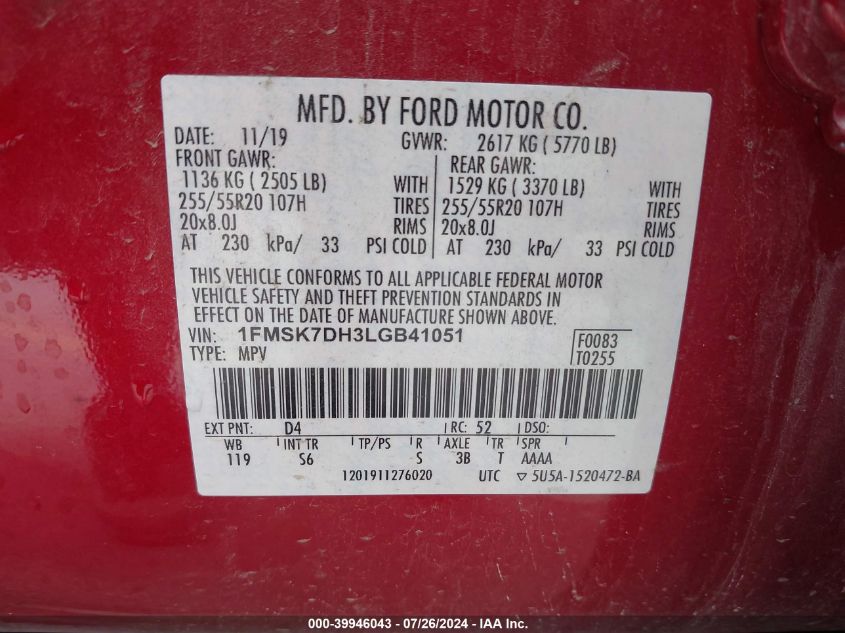 MFD. BY FORD MOTOR CO.
DATE: 11/19 GVWR: 2617 KG ( 5770 LB)
FRONT GAWR: REAR GAWR:
1136 KG ( 2505 LB) WITH 1529 KG ( 3370 LB) WITH
255/55R20 107H TIRES 255/55R20 107H TIRES
20x8.0J RIMS 20x8.0J RIMS
AT 230 kPa/ 33 PSI COLD AT 230 kPa/ 33 PSI COLD
THIS VEHICLE CONFORMS TO ALL APPLICABLE FEDERAL MOTOR
VEHICLE SAFETY AND THEFT PREVENTION STANDARDS IN
EFFECT ON THE DATE OF MANUFACTURE SHOWN ABOVE.
VIN: 1FMSK7DH3LGB41051 F0083
TYPE: MPV T0255
EXT PNT: D4 RC: 52 DSO:
WB INT TR TP/PS R AXLE TR SPR
119 S6 S 3B T AAAA
1201911276020 UTC ▽ 5U5A-1520472-BA
000-39946043 / 07/26/2024 / Copyright 2024 IAA, Inc.